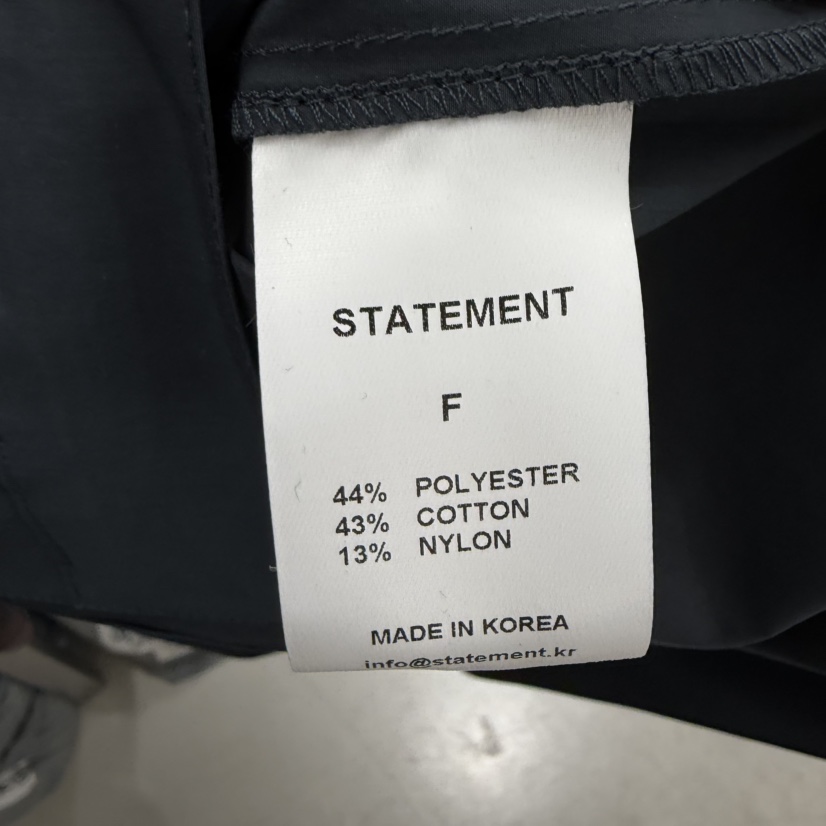 STATEMENT
F
44% POLYESTER
43% COTTON
13% NYLON
MADE IN KOREA
info@statement.kr